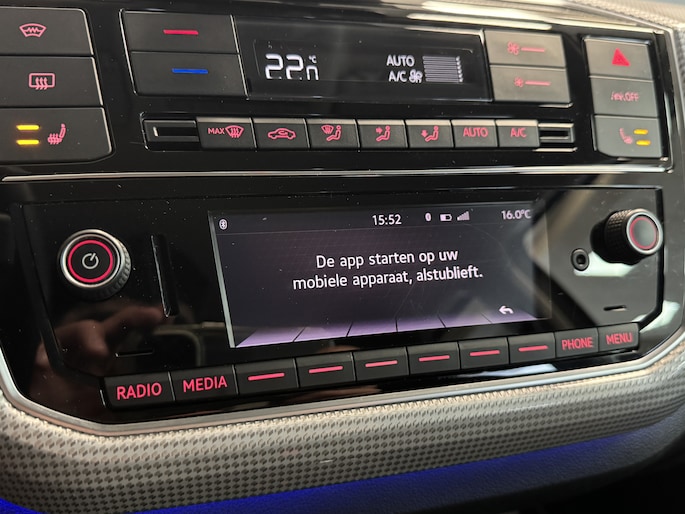 22.0 °C
AUTO
A/C
OFF
MAX
AUTO
A/C
15:52
16.0°C
De app starten op uw
mobiele apparaat, alstublieft.
RADIO
MEDIA
PHONE
MENU